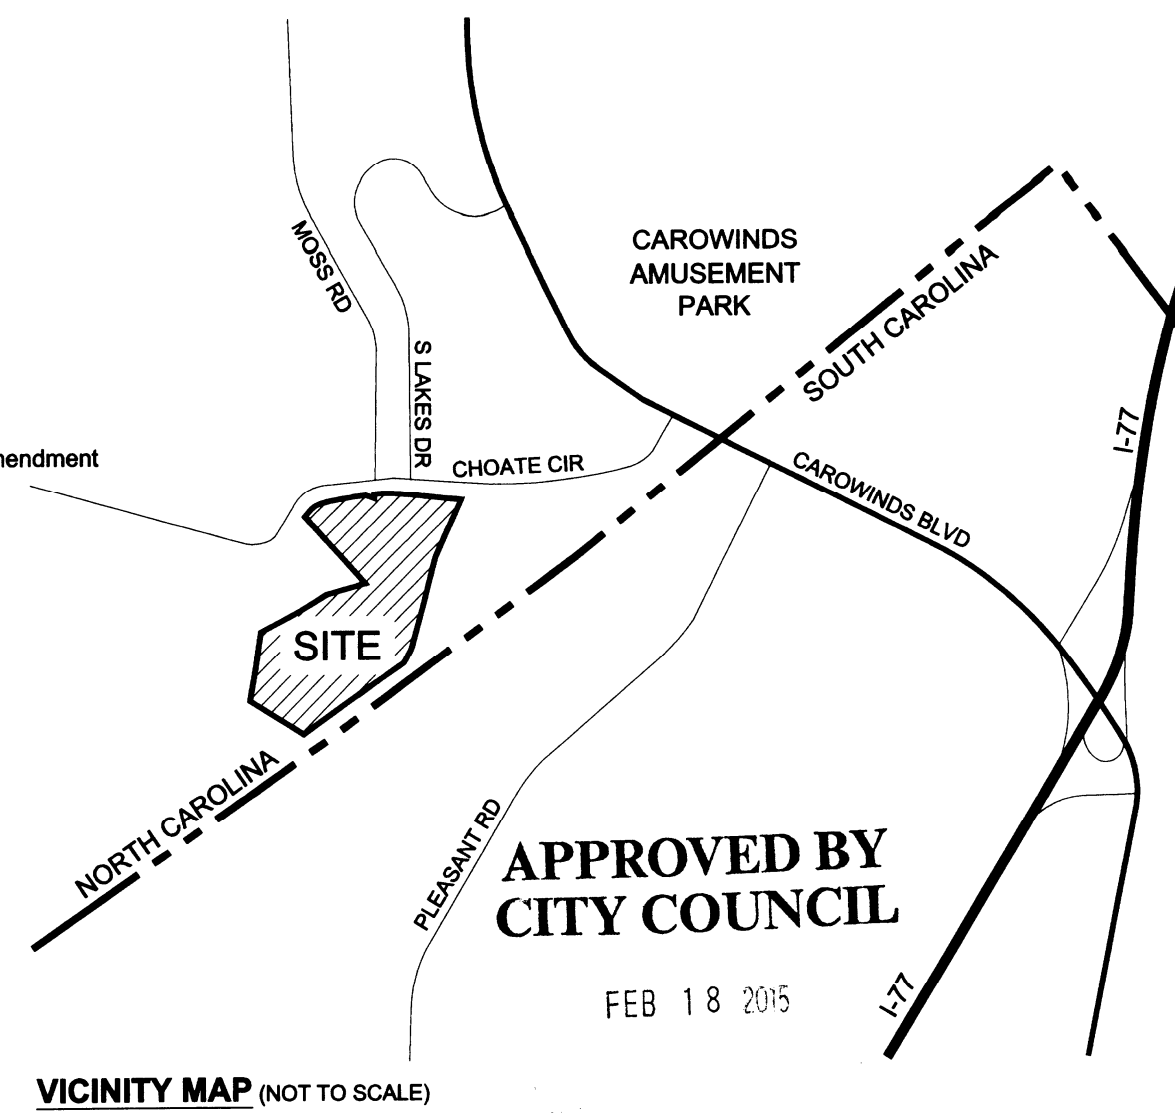 MOSS RD
CAROWINDS
AMUSEMENT
PARK
SOUTH CAROLINA
S LAKES DR
I-77
mendment
CHOATE CIR
CAROWINDS BLVD
SITE
NORTH CAROLINA
PLEASANT RD
APPROVED BY
CITY COUNCIL
FEB 18 2015
I-77
VICINITY MAP (NOT TO SCALE)